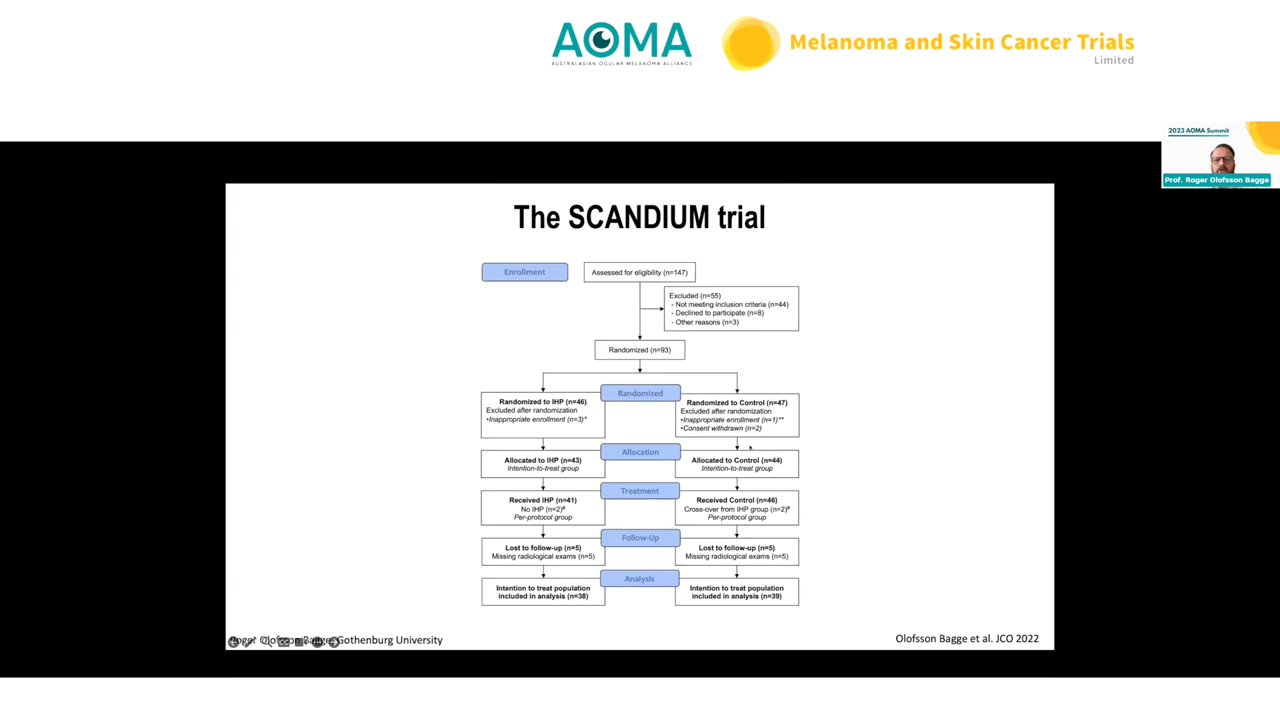 AOMA
AUSTRALASIAN OCULAR MELANOMA ALLIANCE
Melanoma and Skin Cancer Trials
Limited
2023 AOMA Summit
Prof. Roger Olofsson Bagge
The SCANDIUM trial
Enrollment
Assessed for eligibility (n=147)
Excluded (n=55)
- Not meeting inclusion criteria (n=44)
- Declined to participate (n=8)
- Other reasons (n=3)
Randomized (n=93)
Randomized
Randomized to IHP (n=46)
Excluded after randomization
•Inappropriate enrollment (n=3)*
Randomized to Control (n=47)
Excluded after randomization
•Inappropriate enrollment (n=1)**
•Consent withdrawn (n=2)
Allocation
Allocated to IHP (n=43)
Intention-to-treat group
Allocated to Control (n=44)
Intention-to-treat group
Treatment
Received IHP (n=41)
No IHP (n=2)#
Per-protocol group
Received Control (n=46)
Cross-over from IHP group (n=2)#
Per-protocol group
Follow-Up
Lost to follow-up (n=5)
Missing radiological exams (n=5)
Lost to follow-up (n=5)
Missing radiological exams (n=5)
Analysis
Intention to treat population
included in analysis (n=38)
Intention to treat population
included in analysis (n=39)
Roger Olofsson Bagge, Gothenburg University
Olofsson Bagge et al. JCO 2022